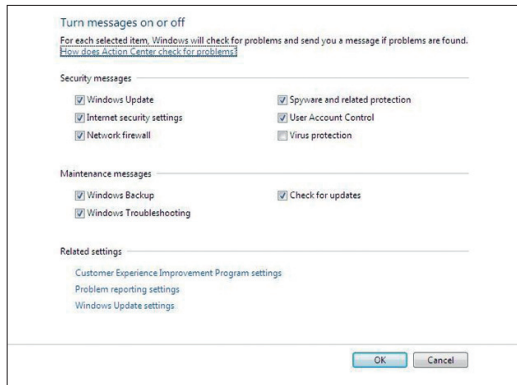 Turn messages on or off
For each selected item, Windows will check for problems and send you a message if problems are found.
How does Action Center check for problems?
Security messages
Windows Update
Spyware and related protection
Internet security settings
User Account Control
Network firewall
Virus protection
Maintenance messages
Windows Backup
Check for updates
Windows Troubleshooting
Related settings
Customer Experience Improvement Program settings
Problem reporting settings
Windows Update settings
OK
Cancel